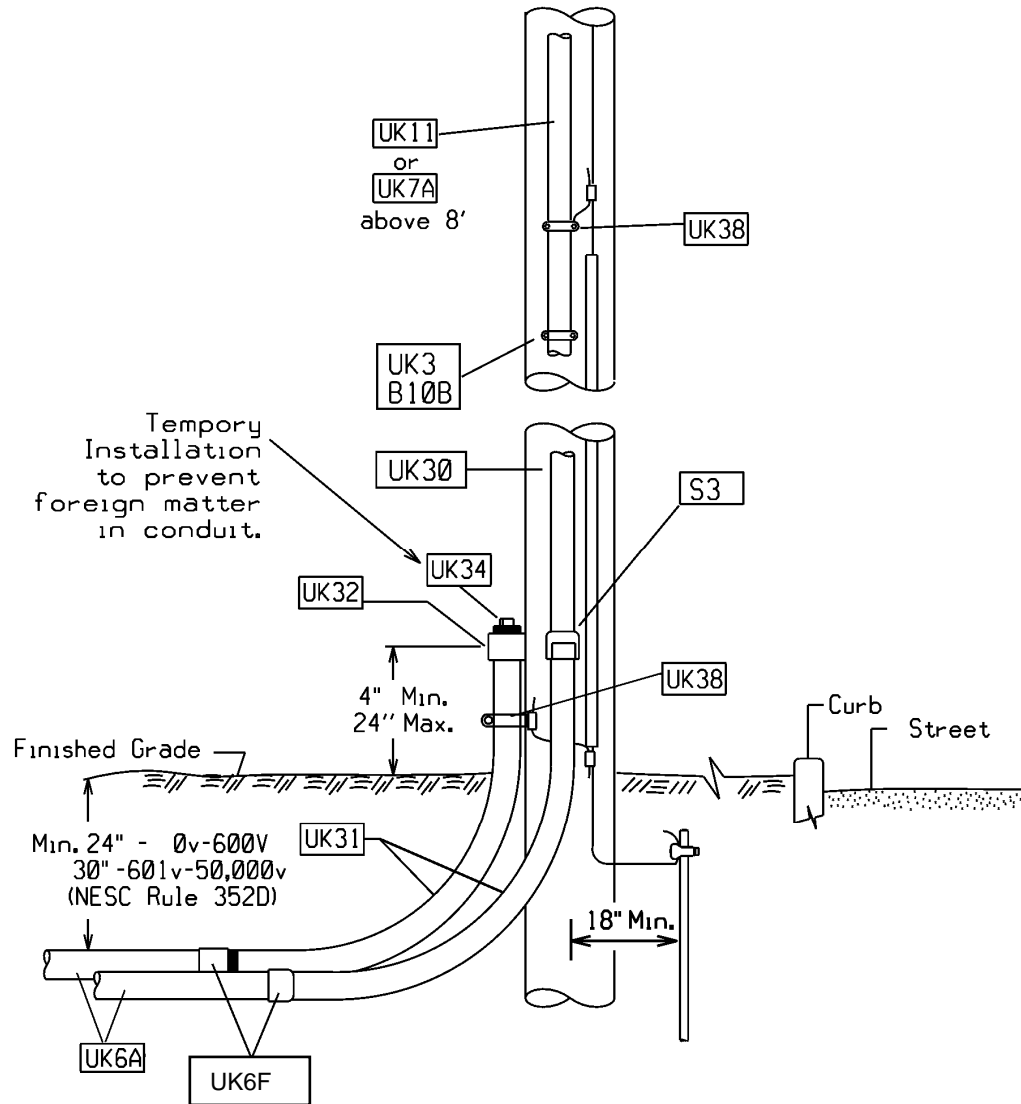 UK11
or
UK7A
above 8'
UK38
UK3
B10B
Tempory
Installation
to prevent
foreign matter
in conduit.
UK30
S3
UK34
UK32
4" Min.
24" Max.
UK38
Curb
Street
Finished Grade
Min. 24" - 0v-600V
30" -601v-50,000v
(NESC Rule 352D)
UK31
18" Min.
UK6A
UK6F